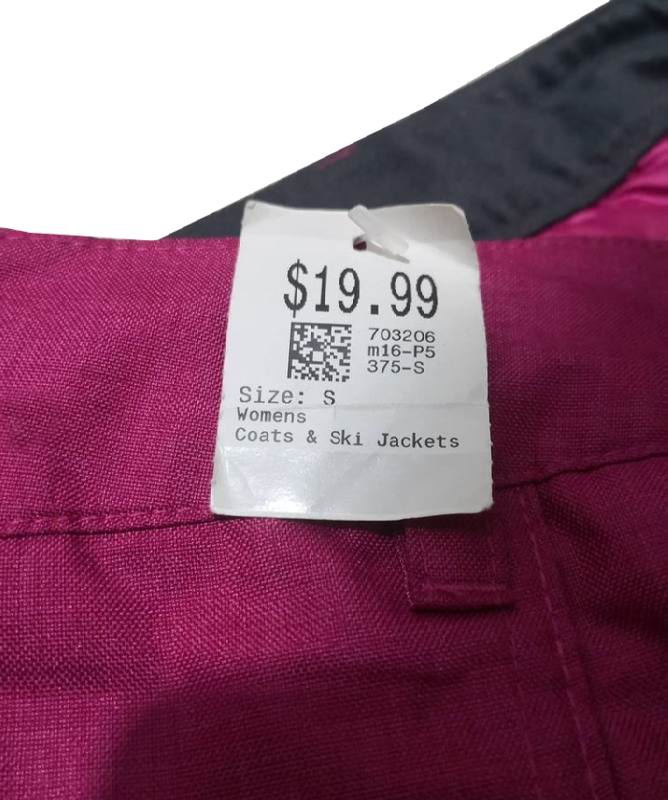 $19.99
703206
m16-P5
375-S
Size: S
Womens
Coats & Ski Jackets